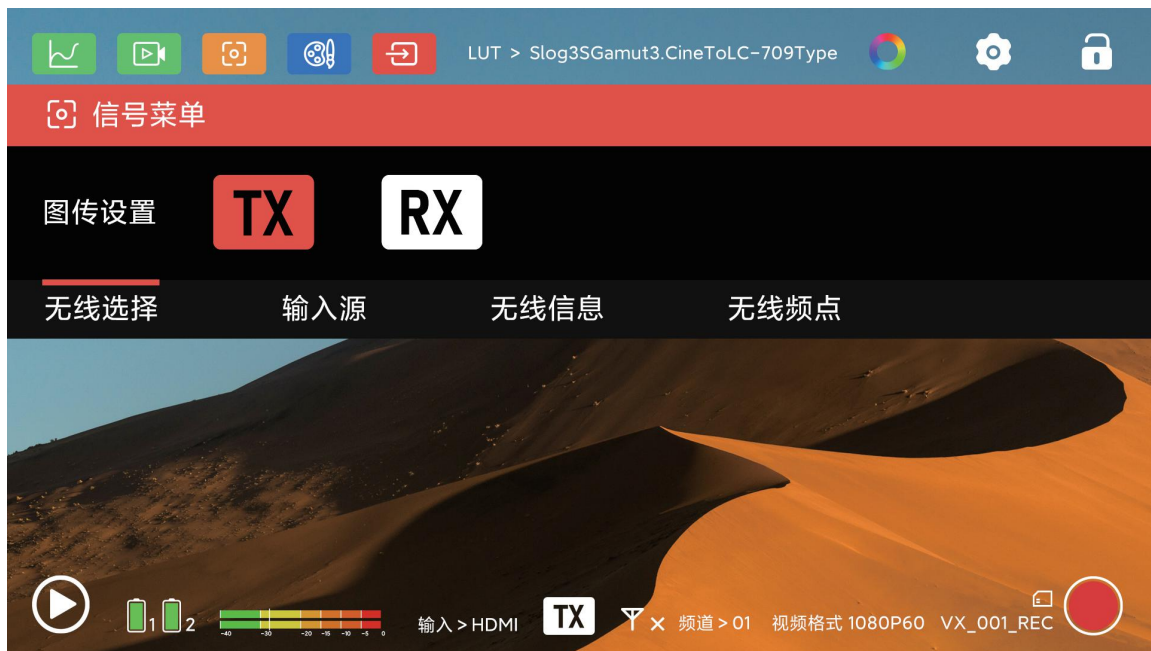 LUT > Slog3SGamut3.CineToLC-709Type
信号菜单
图传设置 TX RX
无线选择 输入源 无线信息 无线频点
1 2 -40 -30 -20 -15 -10 -5 0 输入 > HDMI TX 频道 > 01 视频格式 1080P60 VX_001_REC